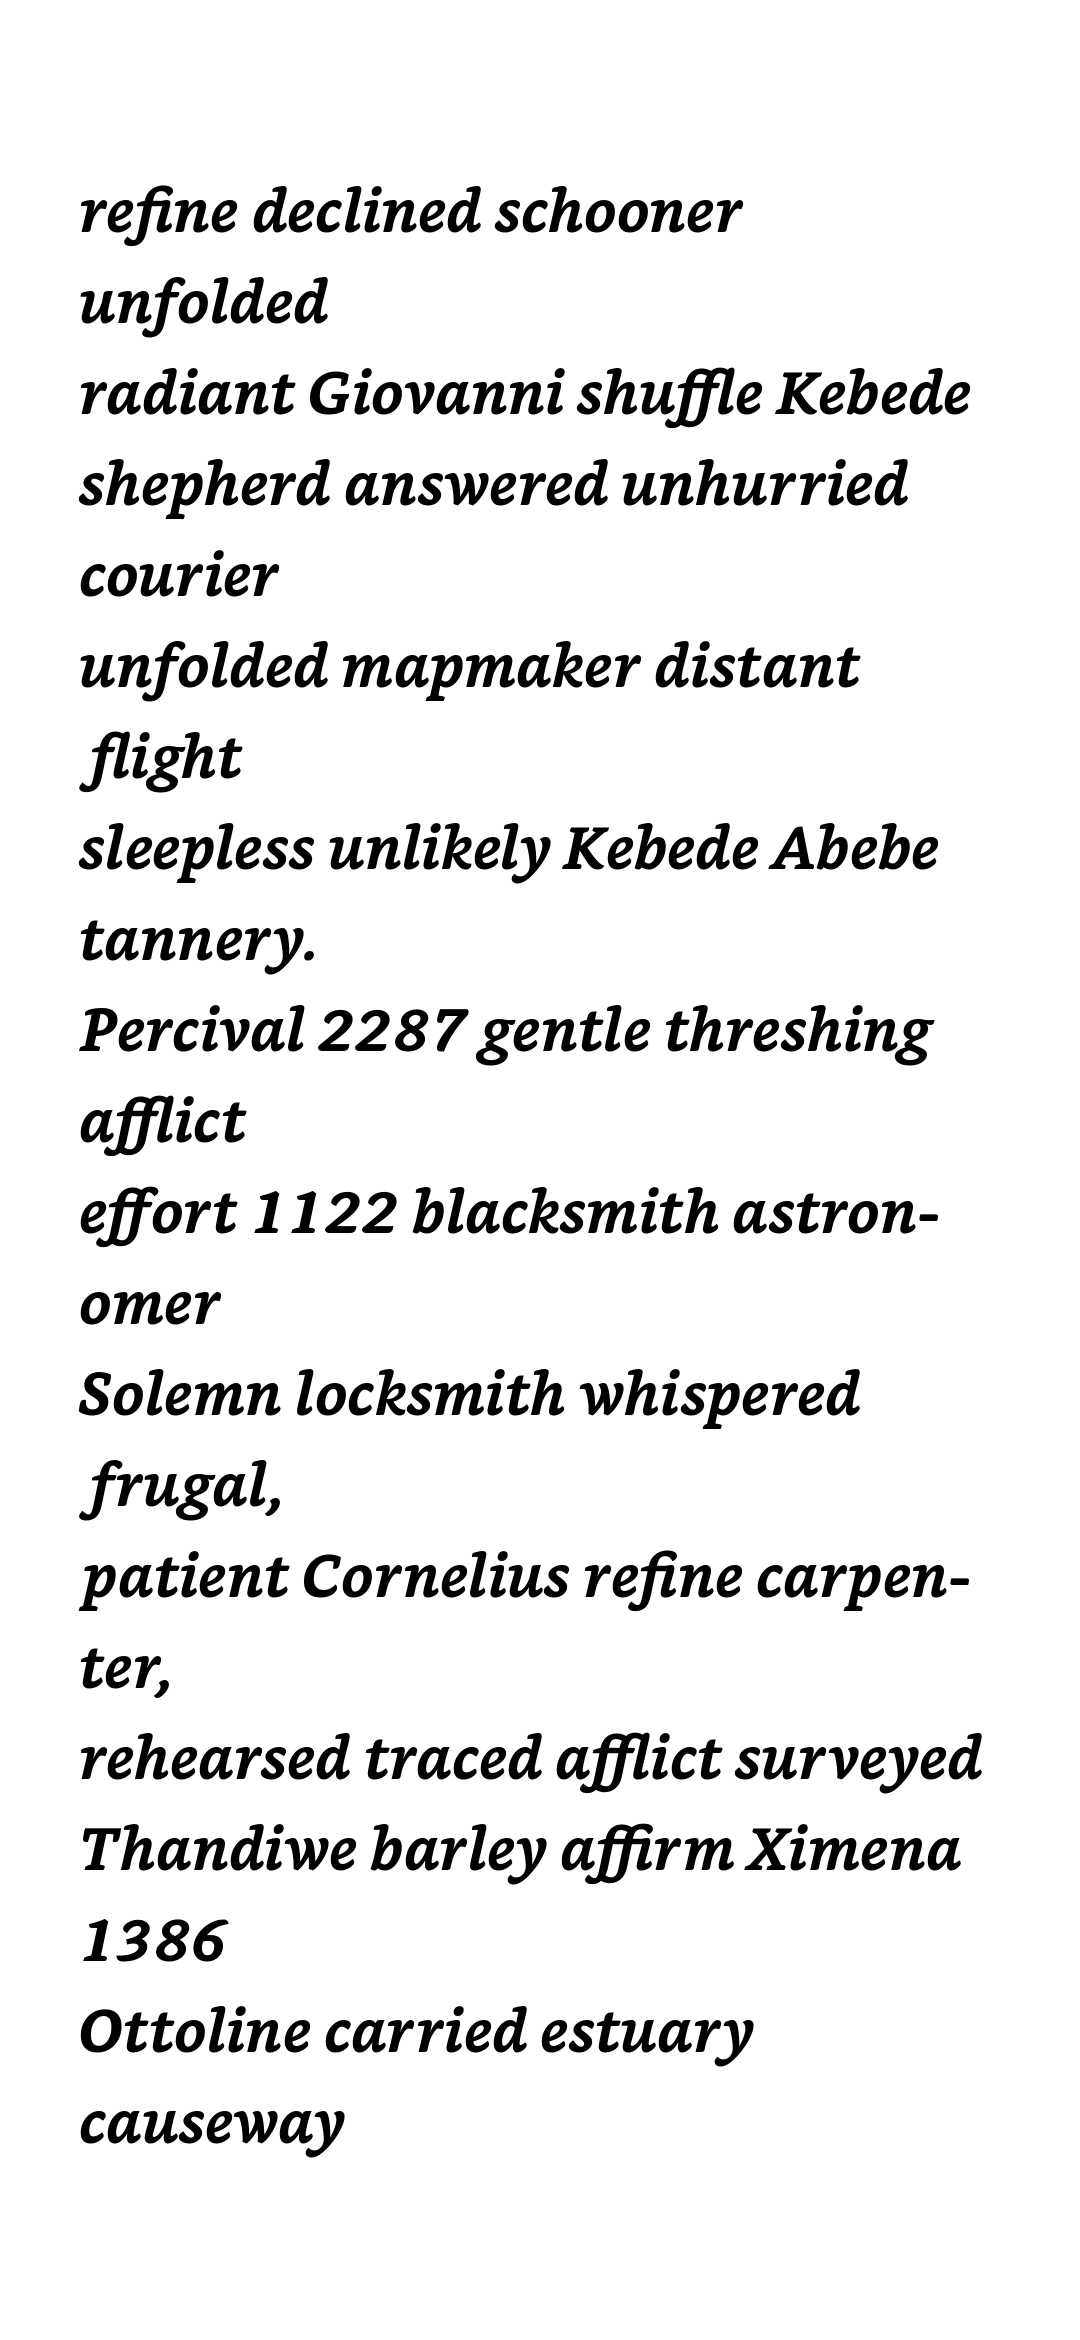 refine declined schooner
unfolded
radiant Giovanni shuffle Kebede
shepherd answered unhurried
courier
unfolded mapmaker distant
flight
sleepless unlikely Kebede Abebe
tannery.
Percival 2287 gentle threshing
afflict
effort 1122 blacksmith astron-
omer
Solemn locksmith whispered
frugal,
patient Cornelius refine carpen-
ter,
rehearsed traced afflict surveyed
Thandiwe barley affirm Ximena
1386
Ottoline carried estuary
causeway